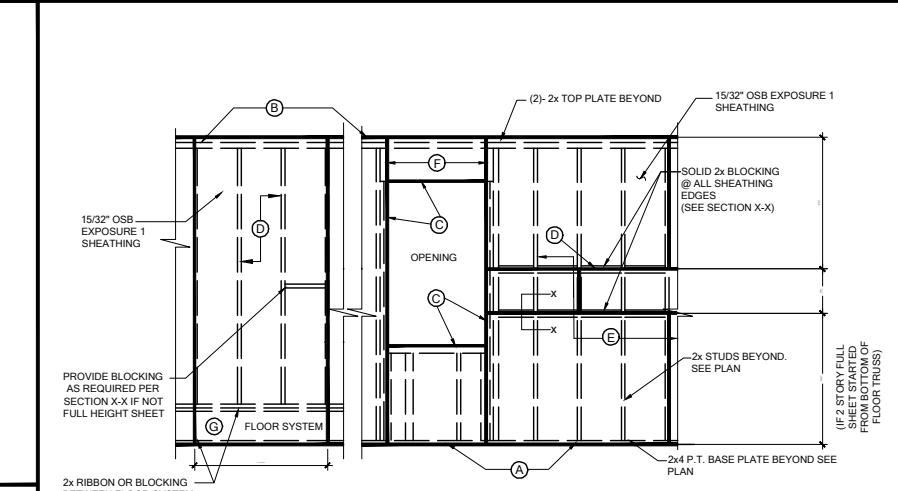 B
(2)- 2x TOP PLATE BEYOND
15/32" OSB EXPOSURE 1
SHEATHING
F
SOLID 2x BLOCKING
@ ALL SHEATHING
EDGES
(SEE SECTION X-X)
15/32" OSB
EXPOSURE 1
SHEATHING
D
C
D
OPENING
C
x
x
E
PROVIDE BLOCKING
AS REQUIRED PER
SECTION X-X IF NOT
FULL HEIGHT SHEET
2x STUDS BEYOND.
SEE PLAN
(IF 2 STORY FULL
SHEET STARTED
FROM BOTTOM OF
FLOOR TRUSS)
G
FLOOR SYSTEM
A
2x4 P.T. BASE PLATE BEYOND SEE
PLAN
2x RIBBON OR BLOCKING